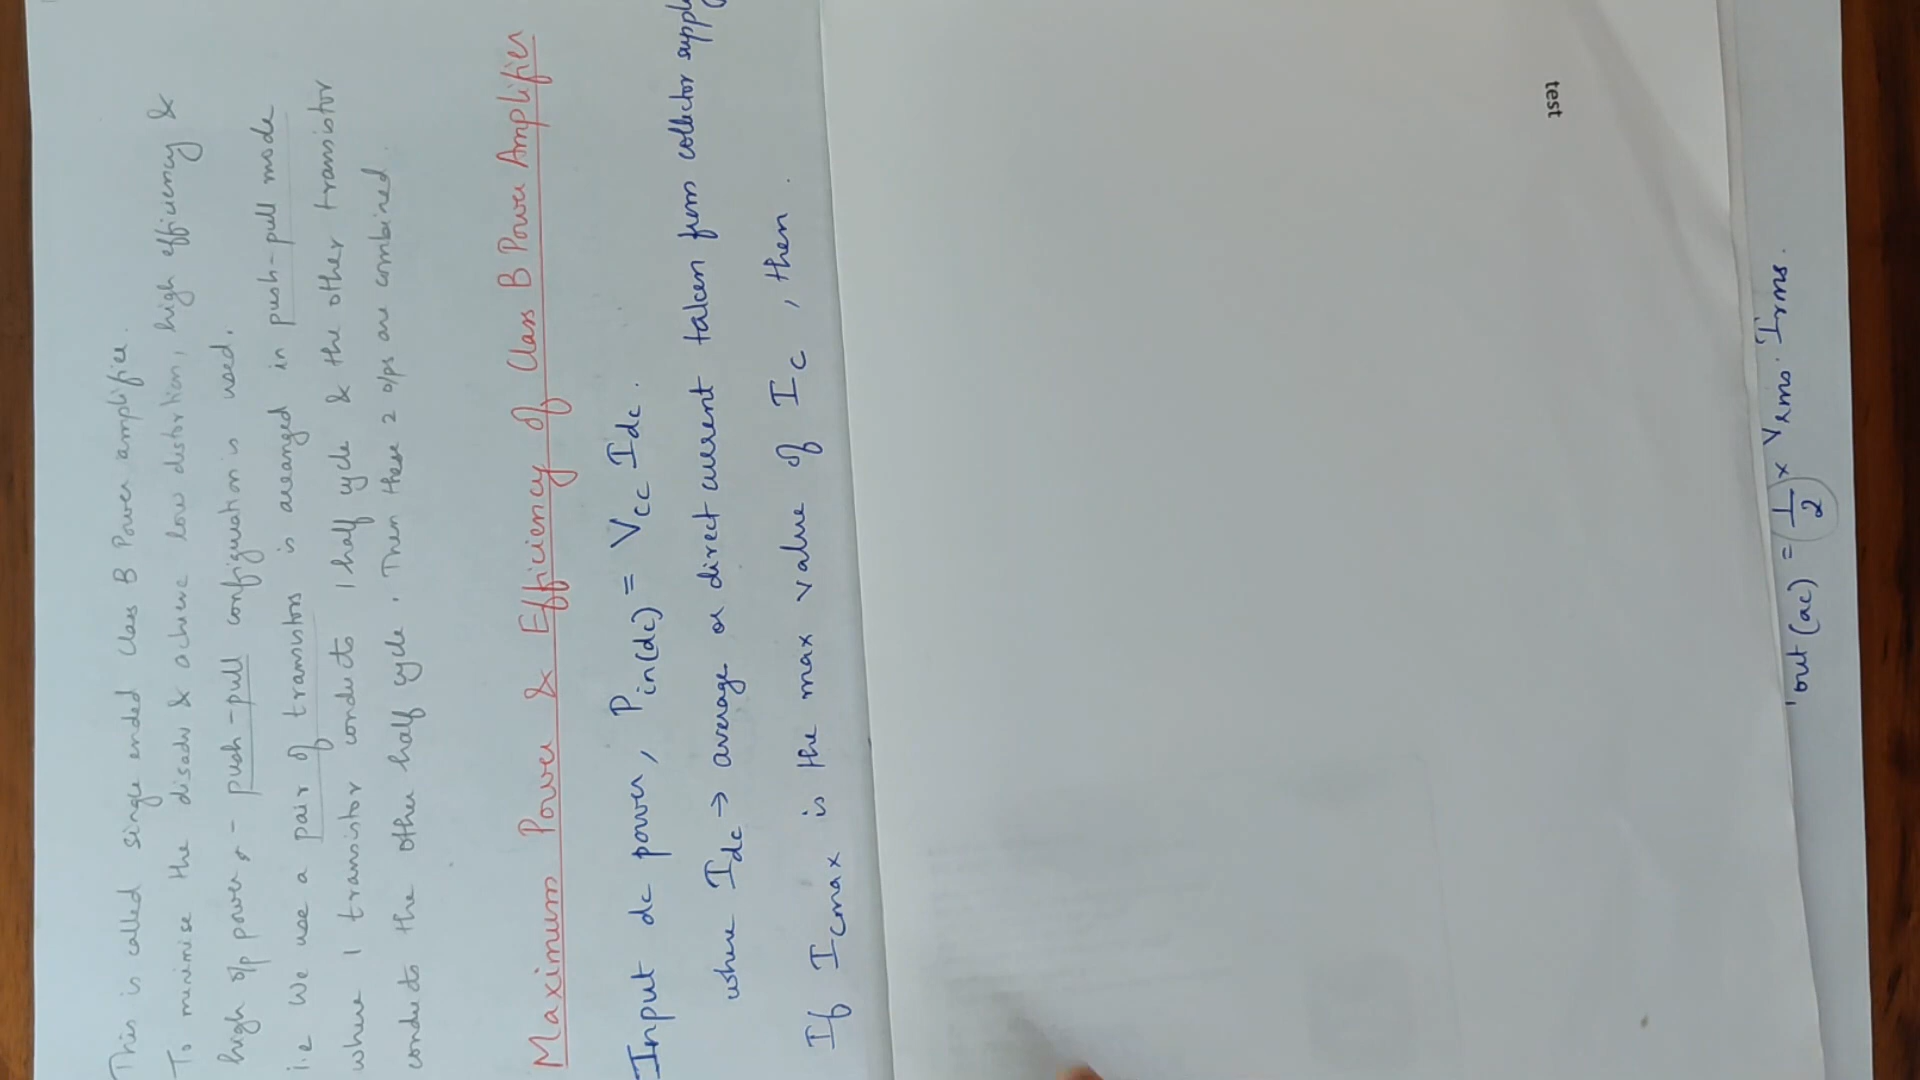 This is called single ended class B Power amplifier.
To minimise the disadv & achieve low distortion, high efficiency &
high o/p power, - push-pull configuration is used.
i.e We use a pair of transistors is arranged in push-pull mode
where 1 transistor conducts 1 half cycle & the other transistor
conducts the other half cycle. Then these 2 o/ps are combined.
Maximum Power & Efficiency of Class B Power Amplifier
Input dc power, Pin(dc) = Vcc Idc.
where Idc → average or direct current taken from collector supply
If Icmax is the max value of Ic, then.
test
out (ac) = 1/2 × Vrms. Irms.